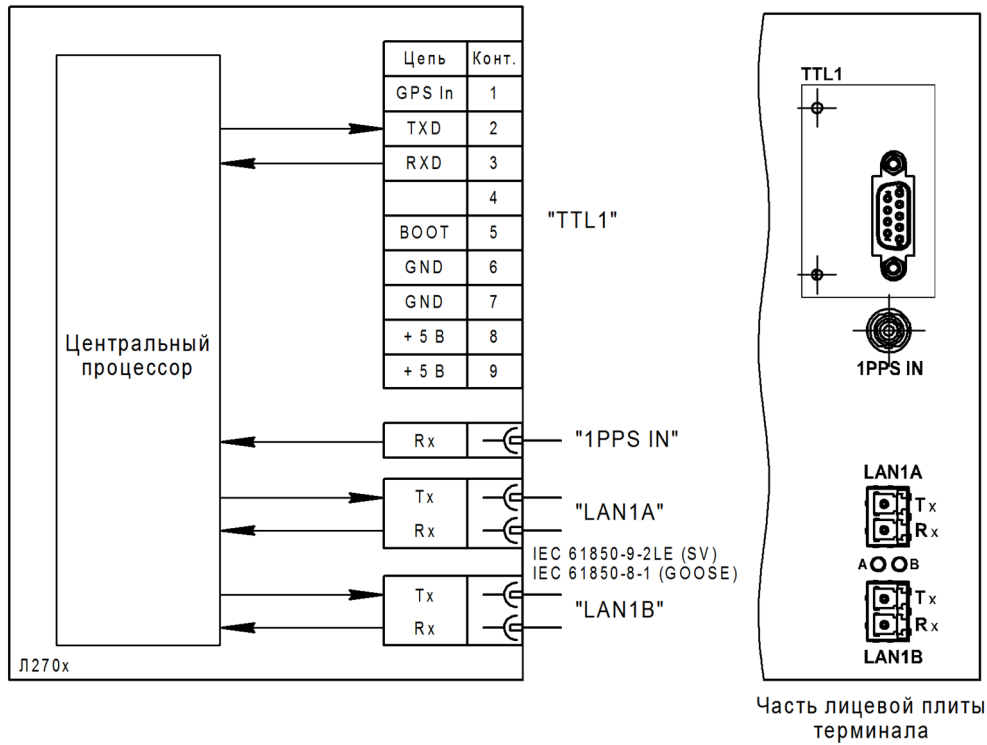 Цепь Конт.
GPS In 1
TXD 2
RXD 3
4
BOOT 5
GND 6
GND 7
+ 5 В 8
+ 5 В 9
"TTL1"
Центральный
процессор
Rx "1PPS IN"
Tx
"LAN1A"
Rx
IEC 61850-9-2LE (SV)
IEC 61850-8-1 (GOOSE)
Tx
"LAN1B"
Rx
Л270х
TTL1
1PPS IN
LAN1A
Tx
Rx
A B
Tx
Rx
LAN1B
Часть лицевой плиты
терминала